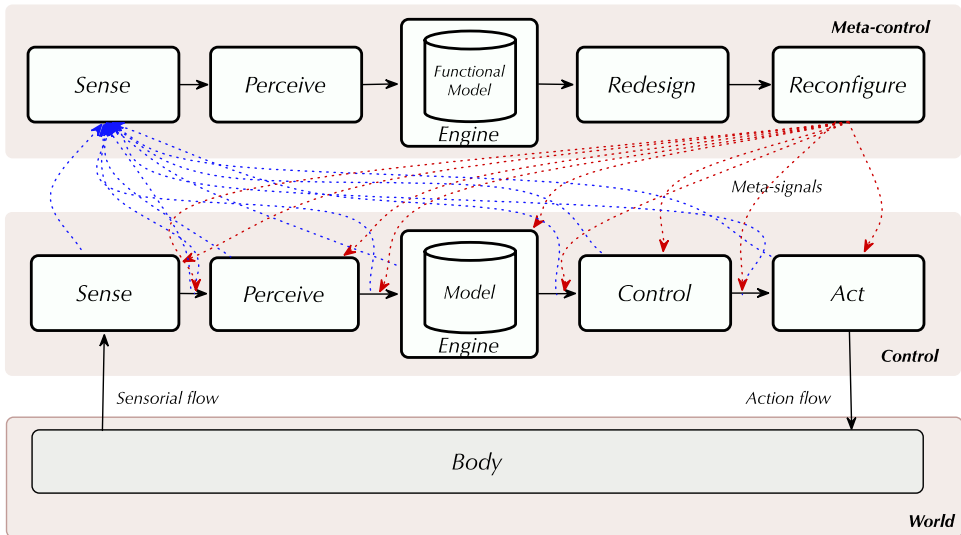 Meta-control
Sense
Perceive
Functional
Model
Engine
Redesign
Reconfigure
Meta-signals
Sense
Perceive
Model
Engine
Control
Act
Control
Sensorial flow
Action flow
Body
World